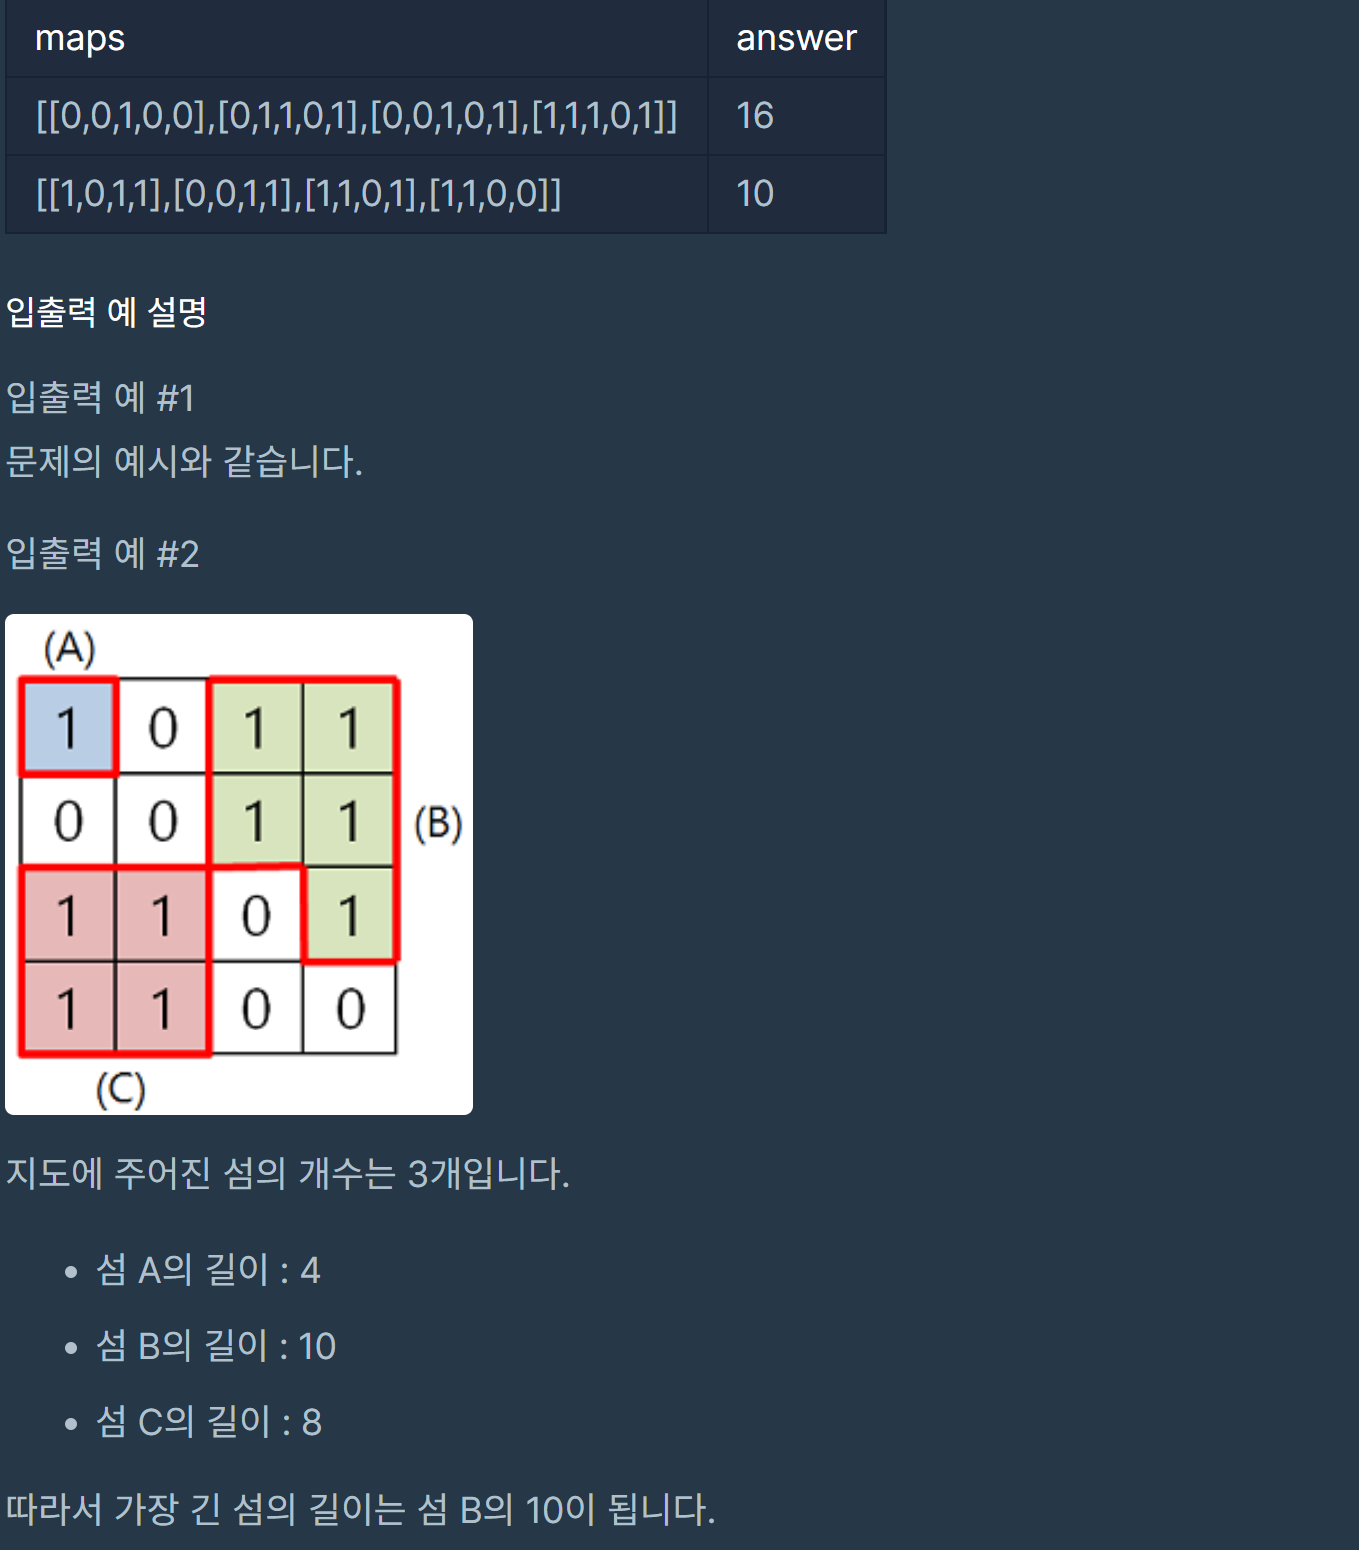 maps answer
[[0,0,1,0,0],[0,1,1,0,1],[0,0,1,0,1],[1,1,1,0,1]] 16
[[1,0,1,1],[0,0,1,1],[1,1,0,1],[1,1,0,0]] 10
입출력 예 설명
입출력 예 #1
문제의 예시와 같습니다.
입출력 예 #2
(A)
1 0 1 1
0 0 1 1 (B)
1 1 0 1
1 1 0 0
(C)
지도에 주어진 섬의 개수는 3개입니다.
• 섬 A의 길이 : 4
• 섬 B의 길이 : 10
• 섬 C의 길이 : 8
따라서 가장 긴 섬의 길이는 섬 B의 10이 됩니다.